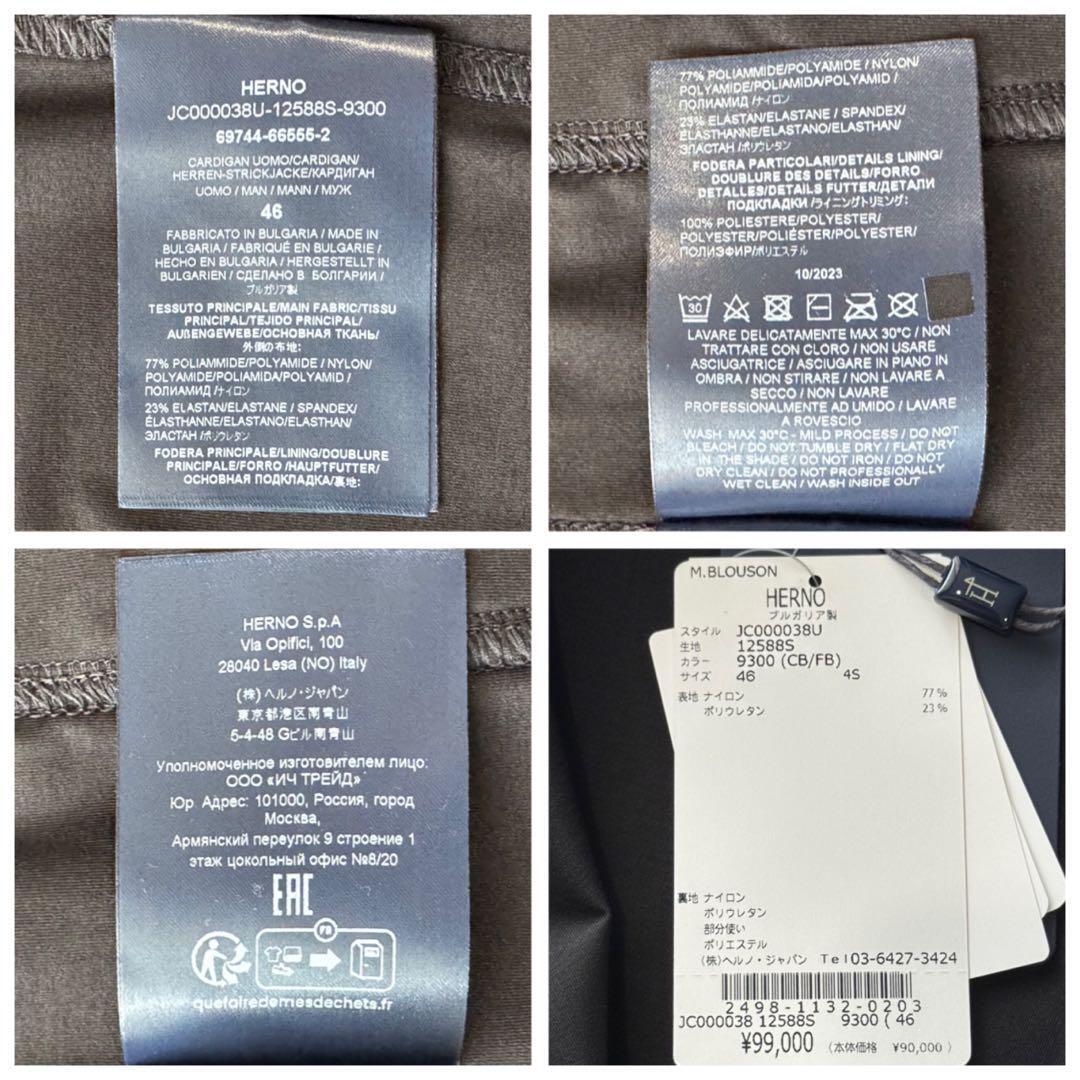 HERNO
JC000038U-12588S-9300
69744-66555-2
CARDIGAN UOMO/CARDIGAN/
HERREN-STRICKJACKE/КАРДИГАН
UOMO / MAN / MANN / МУЖ
46
FABBRICATO IN BULGARIA / MADE IN
BULGARIA / FABRIQUÉ EN BULGARIE /
HECHO EN BULGARIA / HERGESTELLT IN
BULGARIEN / СДЕЛАНО В БОЛГАРИИ /
ブルガリア製
TESSUTO PRINCIPALE/MAIN FABRIC/TISSU
PRINCIPAL/TEJIDO PRINCIPAL/
AUßENGEWEBE/ОСНОВНАЯ ТКАНЬ/
外側の布地:
77% POLIAMMIDE/POLYAMIDE / NYLON/
POLYAMIDE/POLIAMIDA/POLYAMID /
ПОЛИАМИД /ナイロン
23% ELASTAN/ELASTANE / SPANDEX/
ÉLASTHANNE/ELASTANO/ELASTHAN/
ЭЛАСТАН /ポリウレタン
FODERA PRINCIPALE/LINING/DOUBLURE
PRINCIPALE/FORRO /HAUPTFUTTER/
ОСНОВНАЯ ПОДКЛАДКА/裏地:
77% POLIAMMIDE/POLYAMIDE / NYLON/
POLYAMIDE/POLIAMIDA/POLYAMID /
ПОЛИАМИД /ナイロン
23% ELASTAN/ELASTANE / SPANDEX/
ÉLASTHANNE/ELASTANO/ELASTHAN/
ЭЛАСТАН /ポリウレタン
FODERA PARTICOLARI/DETAILS LINING/
DOUBLURE DES DETAILS/FORRO
DETALLES/DETAILS FUTTER/ДЕТАЛИ
ПОДКЛАДКИ /ライニングトリミング:
100% POLIESTERE/POLYESTER/
POLYESTER/POLIÉSTER/POLYESTER/
ПОЛИЭФИР/ポリエステル
10/2023
30
LAVARE DELICATAMENTE MAX 30°C / NON
TRATTARE CON CLORO / NON USARE
ASCIUGATRICE / ASCIUGARE IN PIANO IN
OMBRA / NON STIRARE / NON LAVARE A
SECCO / NON LAVARE
PROFESSIONALMENTE AD UMIDO / LAVARE
A ROVESCIO
WASH MAX 30°C - MILD PROCESS / DO NOT
BLEACH / DO NOT TUMBLE DRY / FLAT DRY
IN THE SHADE / DO NOT IRON / DO NOT
DRY CLEAN / DO NOT PROFESSIONALLY
WET CLEAN / WASH INSIDE OUT
HERNO S.p.A
Via Opifici, 100
28040 Lesa (NO) Italy
(株) ヘルノ・ジャパン
東京都港区南青山
5-4-48 Gビル南青山
Уполномоченное изготовителем лицо:
ООО «ИЧ ТРЕЙД»
Юр Адрес: 101000, Россия, город
Москва,
Армянский переулок 9 строение 1
этаж цокольный офис №8/20
EAC
FR
quefairedemesdechets.fr
M.BLOUSON
HERNO
ブルガリア製
スタイル JC000038U
生地 12588S
カラー 9300 (CB/FB)
サイズ 46 4S
表地 ナイロン 77%
ポリウレタン 23%
裏地 ナイロン
ポリウレタン
部分使い
ポリエステル
(株)ヘルノ・ジャパン Tel03-6427-3424
2498-1132-0203
JC000038 12588S 9300 ( 46
¥99,000 (本体価格 ¥90,000)
H